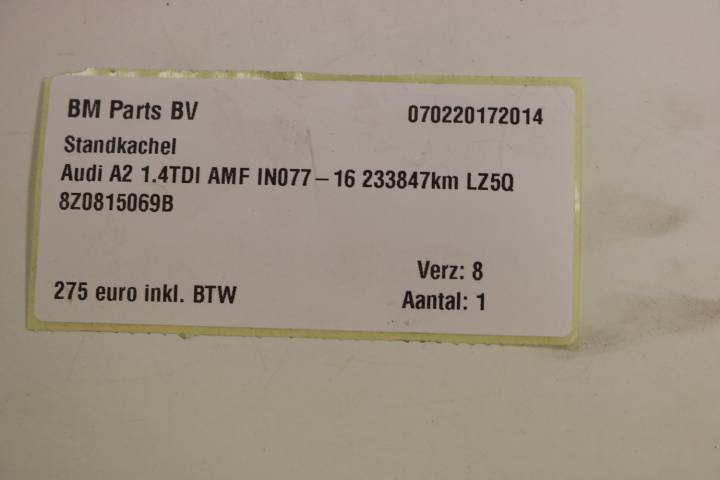 BM Parts BV 070220172014
Standkachel
Audi A2 1.4TDI AMF IN077–16 233847km LZ5Q
8Z0815069B
Verz: 8
275 euro inkl. BTW Aantal: 1